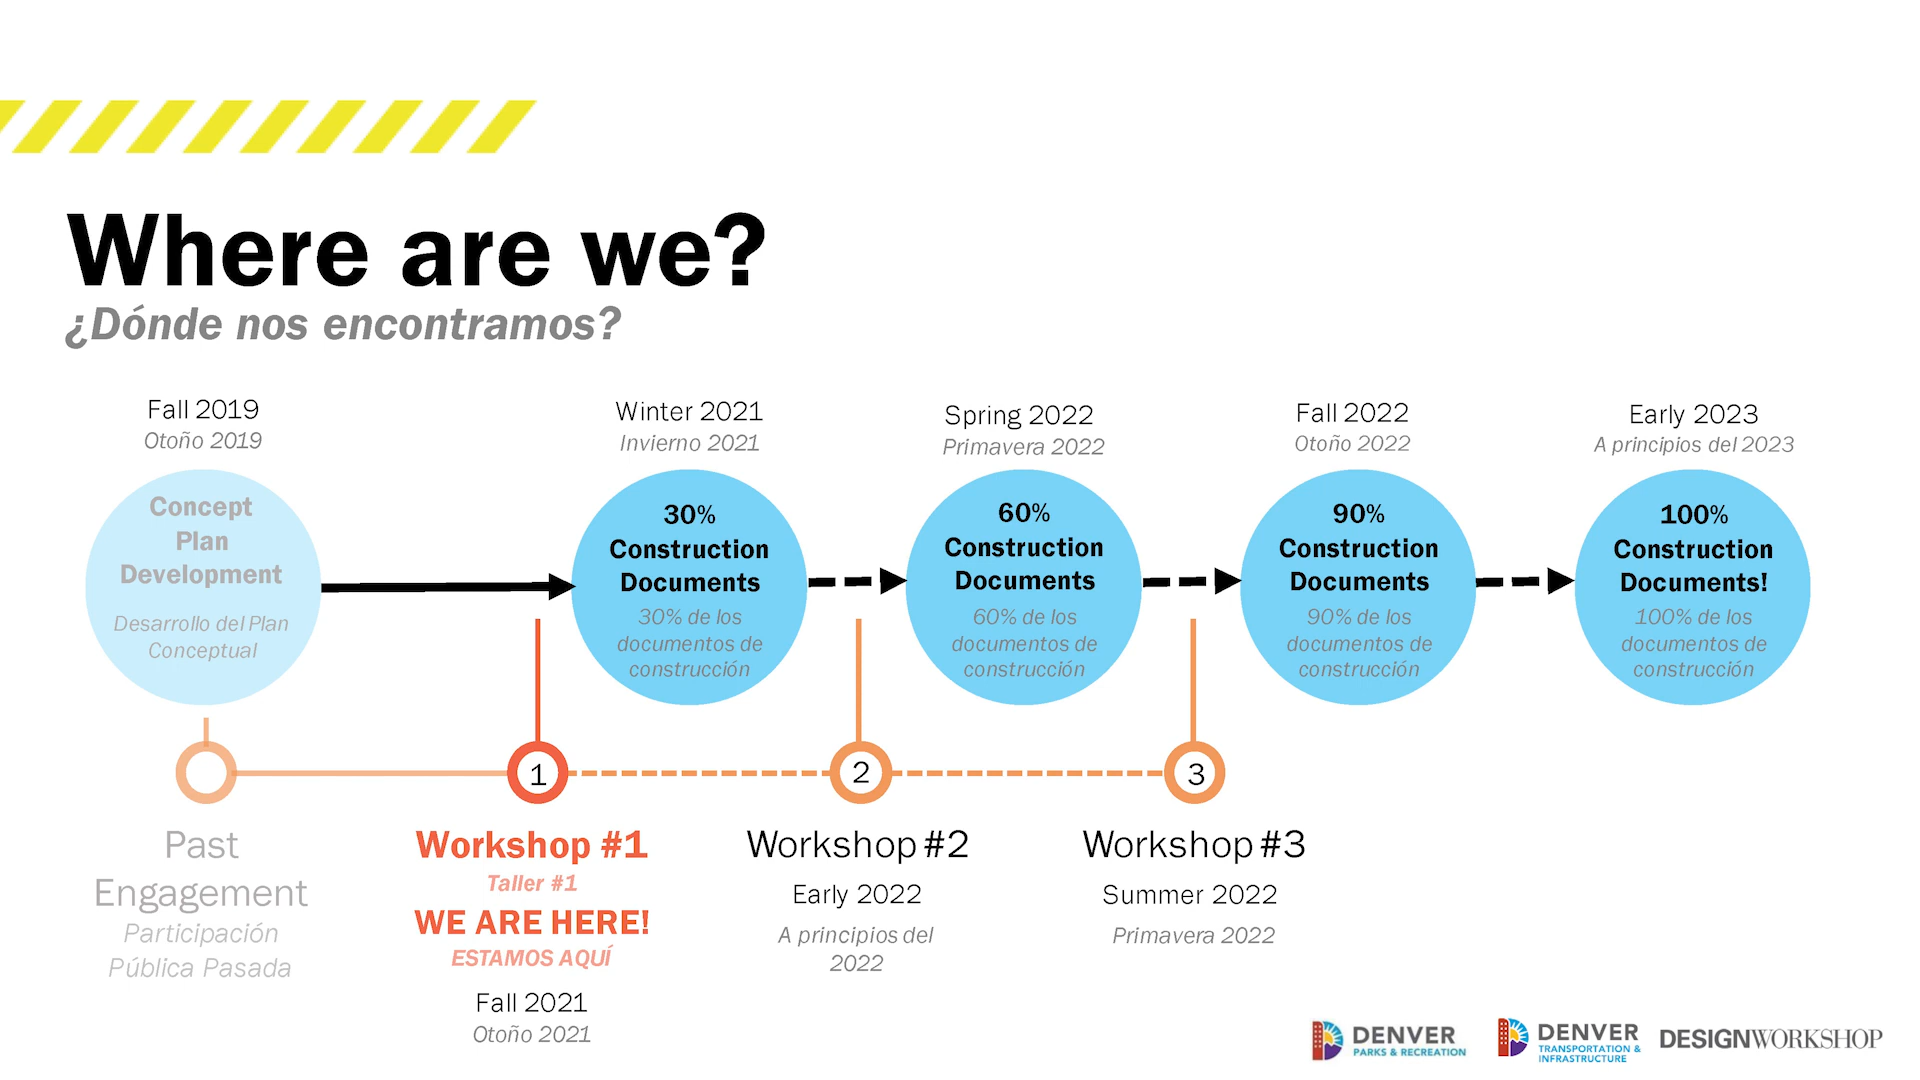 Where are we?
¿Dónde nos encontramos?
Fall 2019
Otoño 2019
Concept
Plan
Development
Desarrollo del Plan
Conceptual
Winter 2021
Invierno 2021
30%
Construction
Documents
30% de los
documentos de
construcción
Spring 2022
Primavera 2022
60%
Construction
Documents
60% de los
documentos de
construcción
Fall 2022
Otoño 2022
90%
Construction
Documents
90% de los
documentos de
construcción
Early 2023
A principios del 2023
100%
Construction
Documents!
100% de los
documentos de
construcción
Past
Engagement
Participación
Pública Pasada
1
Workshop #1
Taller #1
WE ARE HERE!
ESTAMOS AQUÍ
Fall 2021
Otoño 2021
2
Workshop #2
Early 2022
A principios del
2022
3
Workshop #3
Summer 2022
Primavera 2022
DENVER
PARKS & RECREATION
DENVER
TRANSPORTATION &
INFRASTRUCTURE
DESIGNWORKSHOP